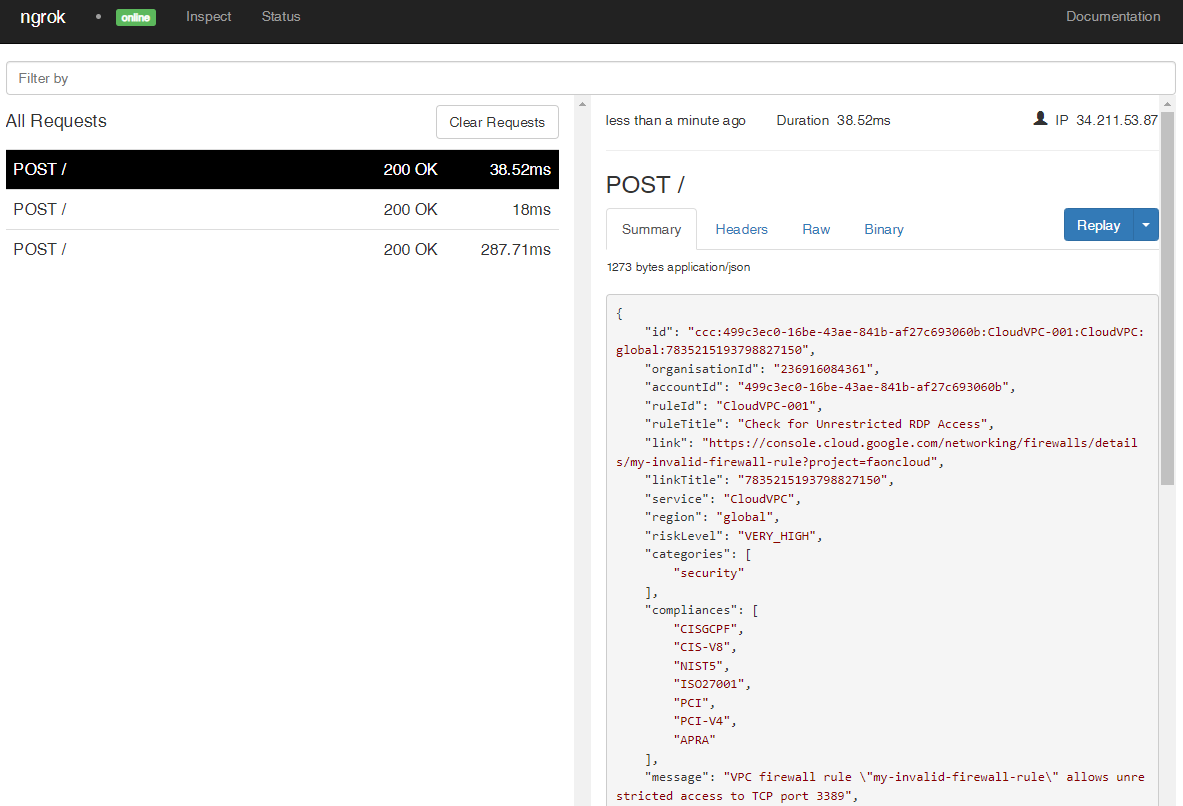 ngrok • online Inspect Status Documentation
Filter by
All Requests Clear Requests
POST / 200 OK 38.52ms
POST / 200 OK 18ms
POST / 200 OK 287.71ms
less than a minute ago Duration 38.52ms IP 34.211.53.87
POST /
Summary Headers Raw Binary Replay
1273 bytes application/json
{
    "id": "ccc:499c3ec0-16be-43ae-841b-af27c693060b:CloudVPC-001:CloudVPC:
global:7835215193798827150",
    "organisationId": "236916084361",
    "accountId": "499c3ec0-16be-43ae-841b-af27c693060b",
    "ruleId": "CloudVPC-001",
    "ruleTitle": "Check for Unrestricted RDP Access",
    "link": "https://console.cloud.google.com/networking/firewalls/detail
s/my-invalid-firewall-rule?project=faoncloud",
    "linkTitle": "7835215193798827150",
    "service": "CloudVPC",
    "region": "global",
    "riskLevel": "VERY_HIGH",
    "categories": [
        "security"
    ],
    "compliances": [
        "CISGCPF",
        "CIS-V8",
        "NIST5",
        "ISO27001",
        "PCI",
        "PCI-V4",
        "APRA"
    ],
    "message": "VPC firewall rule \"my-invalid-firewall-rule\" allows unre
stricted access to TCP port 3389",